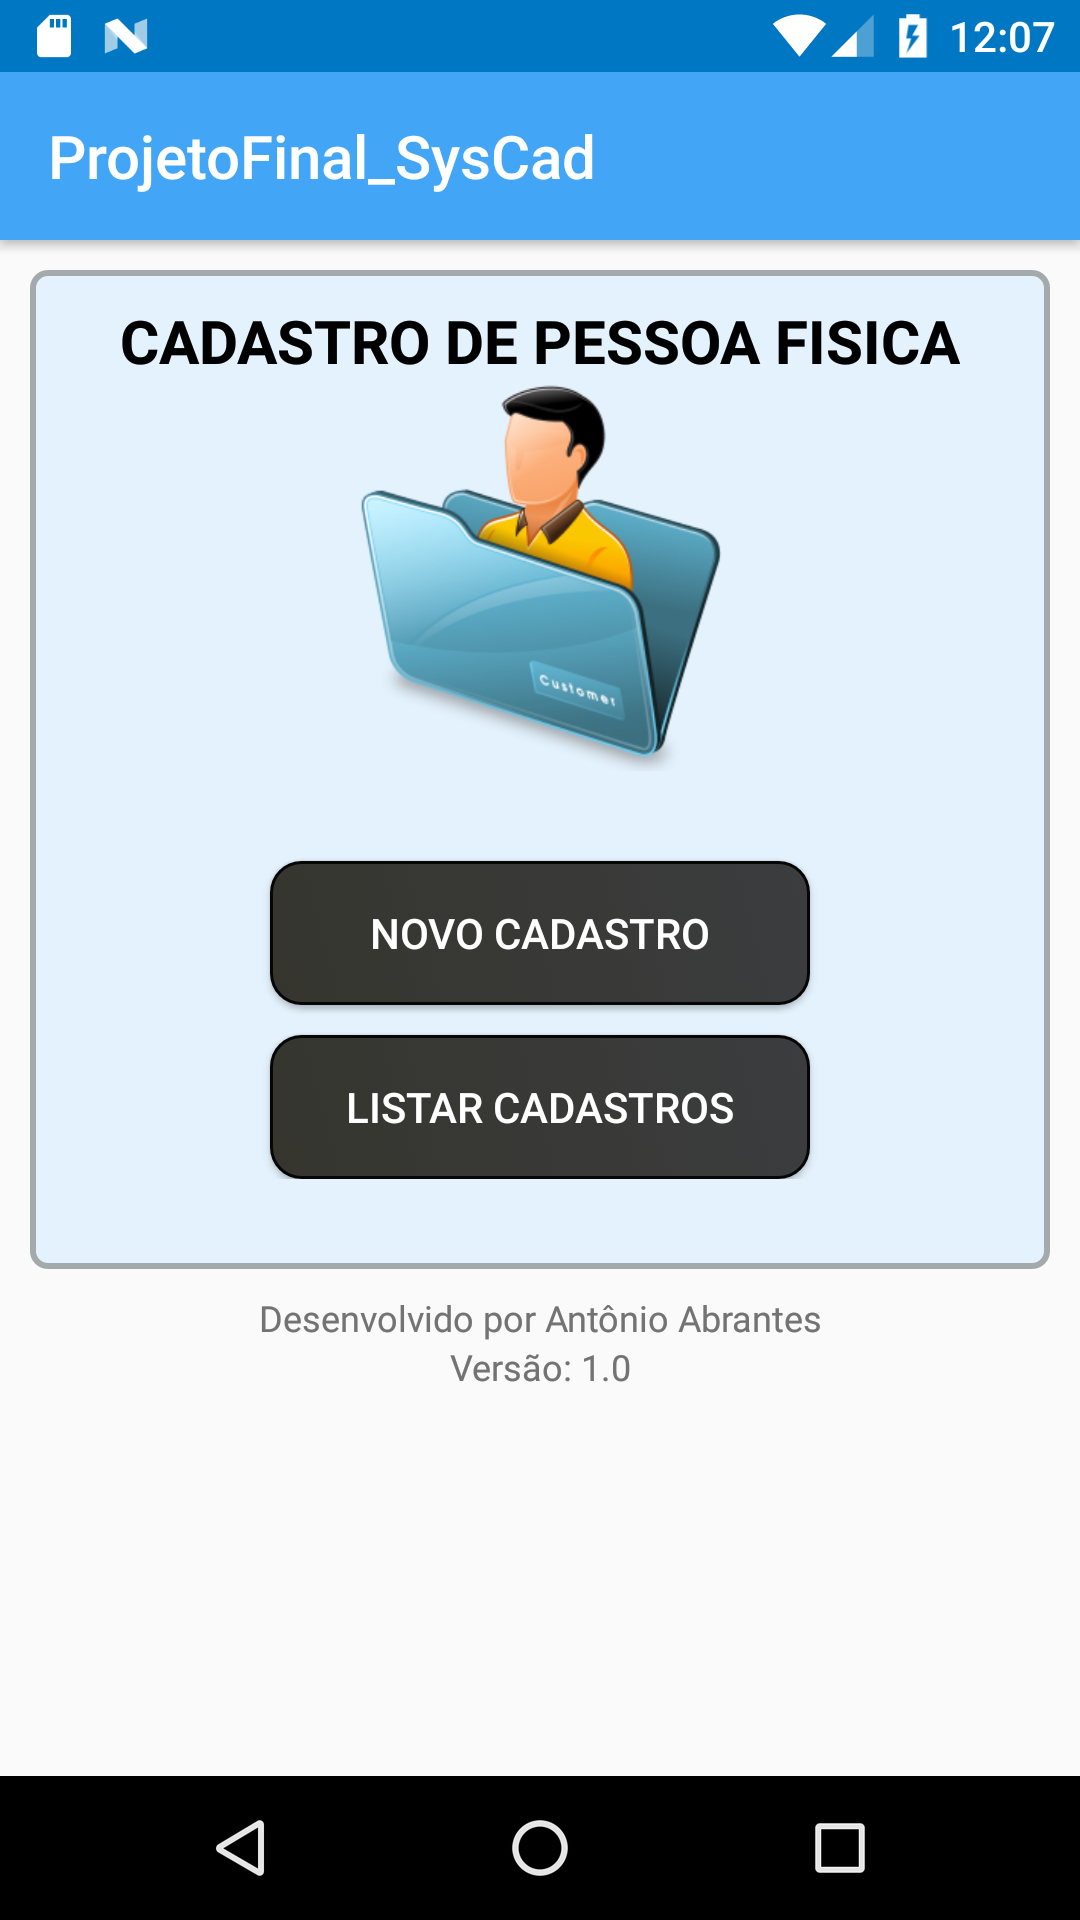 12:07
ProjetoFinal_SysCad
CADASTRO DE PESSOA FISICA
Customer
NOVO CADASTRO
LISTAR CADASTROS
Desenvolvido por Antônio Abrantes
Versão: 1.0